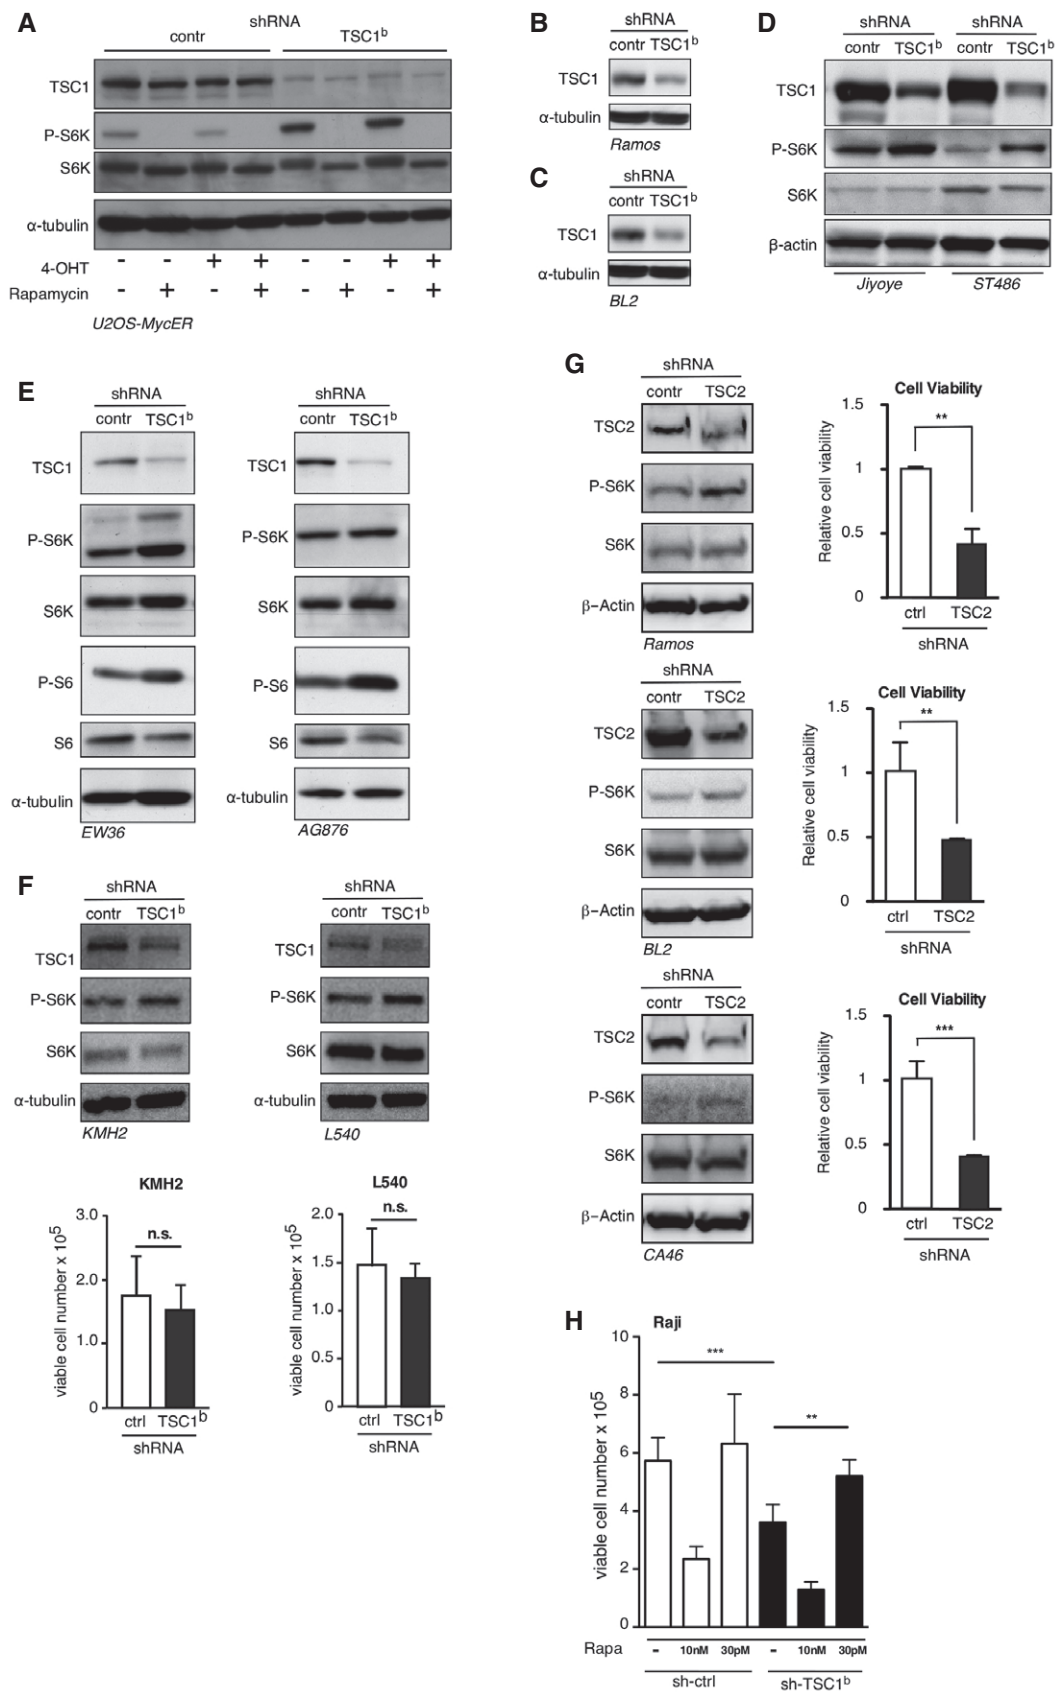 A
shRNA
contr TSC1b
TSC1
P-S6K
S6K
α-tubulin
4-OHT - - + + - - + +
Rapamycin - + - + - + - +
U2OS-MycER
B
shRNA
contr TSC1b
TSC1
α-tubulin
Ramos
C
shRNA
contr TSC1b
TSC1
α-tubulin
BL2
D
shRNA shRNA
contr TSC1b contr TSC1b
TSC1
P-S6K
S6K
β-actin
Jiyoye ST486
E
shRNA
contr TSC1b
TSC1
P-S6K
S6K
P-S6
S6
α-tubulin
EW36
shRNA
contr TSC1b
TSC1
P-S6K
S6K
P-S6
S6
α-tubulin
AG876
F
shRNA
contr TSC1b
TSC1
P-S6K
S6K
α-tubulin
KMH2
shRNA
contr TSC1b
TSC1
P-S6K
S6K
α-tubulin
L540
KMH2
viable cell number x 105
3.0
2.0
1.0
0
n.s.
ctrl TSC1b
shRNA
L540
viable cell number x 105
2.0
1.5
1.0
0.5
0
n.s.
ctrl TSC1b
shRNA
G
shRNA
contr TSC2
TSC2
P-S6K
S6K
β-Actin
Ramos
Cell Viability
Relative cell viability
1.5
1
0.5
0
**
ctrl TSC2
shRNA
shRNA
contr TSC2
TSC2
P-S6K
S6K
β-Actin
BL2
Cell Viability
Relative cell viability
1.5
1
0.5
0
**
ctrl TSC2
shRNA
shRNA
contr TSC2
TSC2
P-S6K
S6K
β-Actin
CA46
Cell Viability
Relative cell viability
1.5
1
0.5
0
***
ctrl TSC2
shRNA
H
Raji
viable cell number x 105
10
8
6
4
2
0
***
**
Rapa - 10nM 30pM - 10nM 30pM
sh-ctrl sh-TSC1b